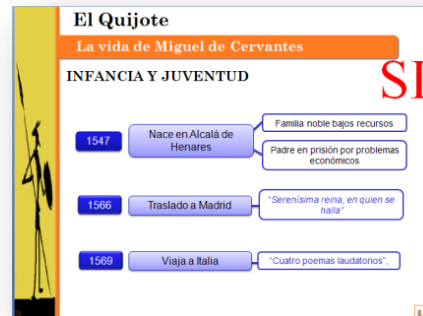 El Quijote
La vida de Miguel de Cervantes
INFANCIA Y JUVENTUD
SI
1547
Nace en Alcalá de
Henares
Familia noble bajos recursos
Padre en prisión por problemas
económicos
1566
Traslado a Madrid
"Serenísima reina, en quien se
halla"
1569
Viaja a Italia
"Cuatro poemas laudatorios",